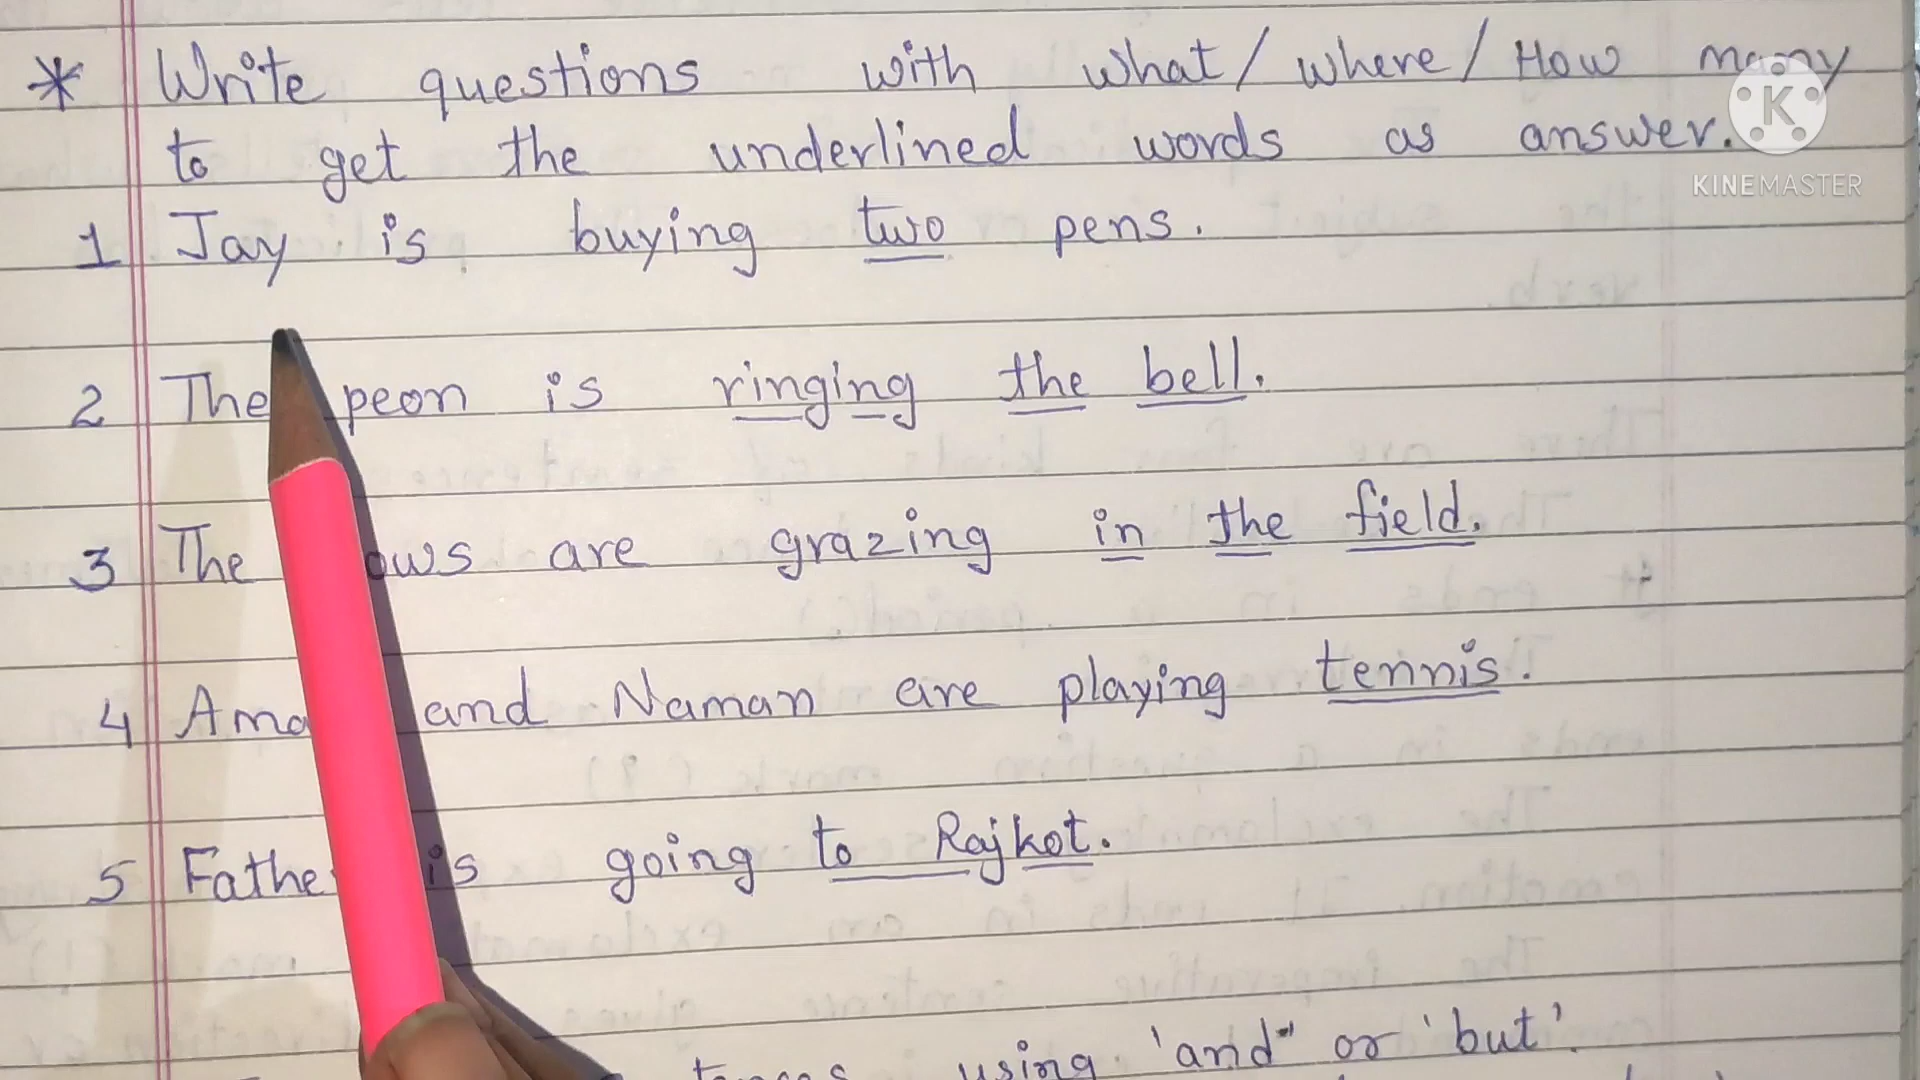 * Write questions with what / where / How many
to get the underlined words as answer.
KINEMASTER
1 Jay is buying two pens.
2 The peon is ringing the bell.
3 The ows are grazing in the field.
4 Ama and Naman are playing tennis.
5 Fathe is going to Rajkot.
using 'and" or 'but'.